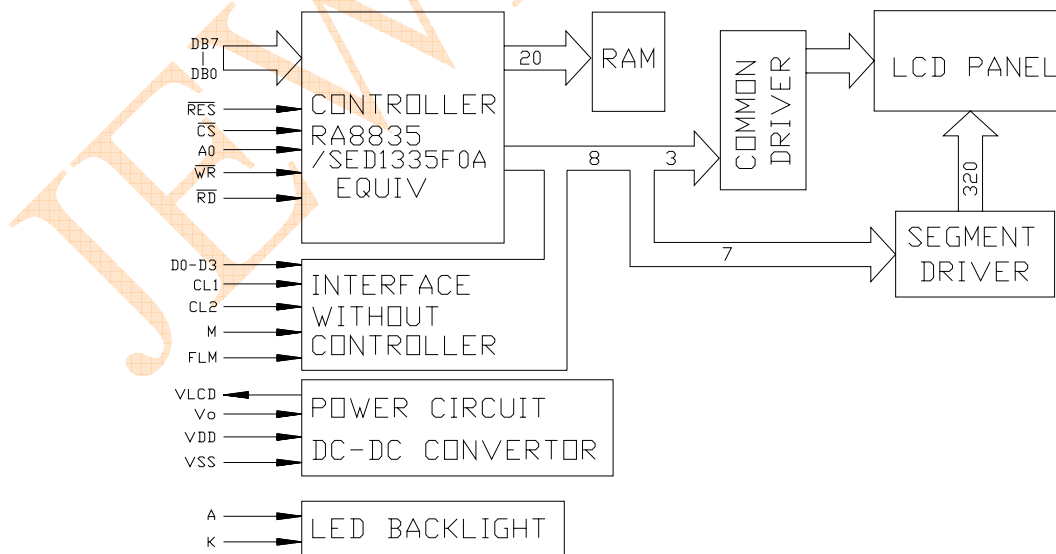 DB7
|
DB0
RES
CS
A0
WR
RD
CONTROLLER
RA8835
/SED1335F0A
EQUIV
20
RAM
8
3
7
COMMON
DRIVER
LCD PANEL
320
SEGMENT
DRIVER
D0-D3
CL1
CL2
M
FLM
INTERFACE
WITHOUT
CONTROLLER
VLCD
Vo
VDD
VSS
POWER CIRCUIT
DC-DC CONVERTOR
A
K
LED BACKLIGHT
JEW